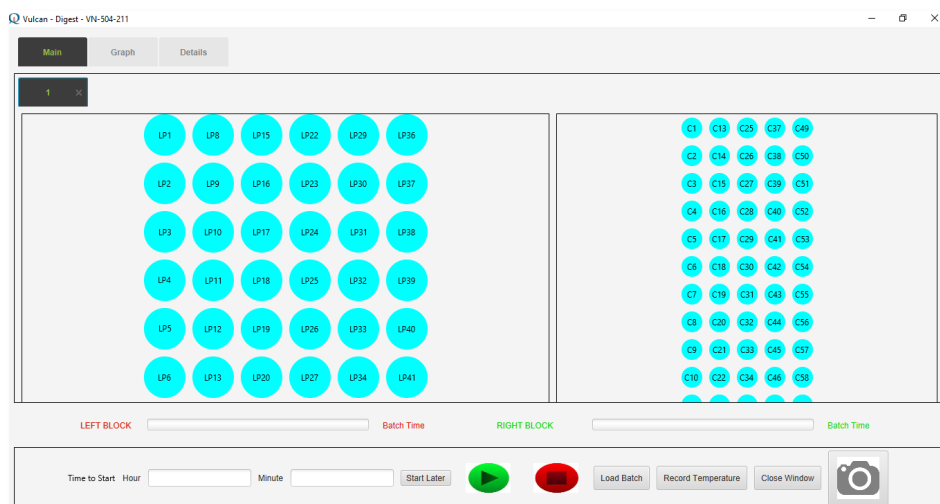 Vulcan - Digest - VN-504-211
Main Graph Details
1
LP1 LP8 LP15 LP22 LP29 LP36
LP2 LP9 LP16 LP23 LP30 LP37
LP3 LP10 LP17 LP24 LP31 LP38
LP4 LP11 LP18 LP25 LP32 LP39
LP5 LP12 LP19 LP26 LP33 LP40
LP6 LP13 LP20 LP27 LP34 LP41
C1 C13 C25 C37 C49
C2 C14 C26 C38 C50
C3 C15 C27 C39 C51
C4 C16 C28 C40 C52
C5 C17 C29 C41 C53
C6 C18 C30 C42 C54
C7 C19 C31 C43 C55
C8 C20 C32 C44 C56
C9 C21 C33 C45 C57
C10 C22 C34 C46 C58
LEFT BLOCK Batch Time RIGHT BLOCK Batch Time
Time to Start Hour Minute Start Later Load Batch Record Temperature Close Window